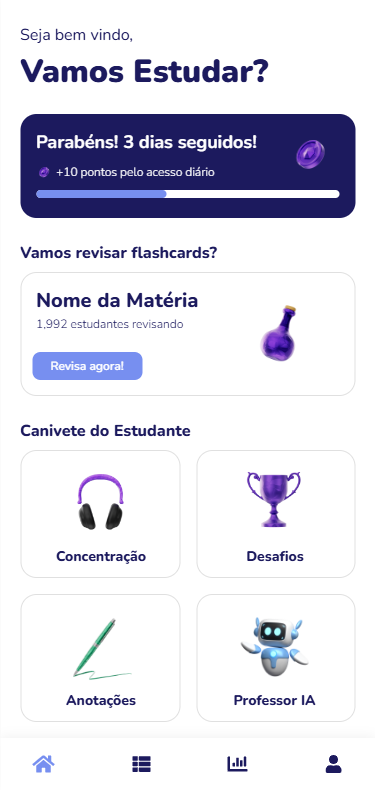 Seja bem vindo,
Vamos Estudar?
Parabéns! 3 dias seguidos!
+10 pontos pelo acesso diário
Vamos revisar flashcards?
Nome da Matéria
1,992 estudantes revisando
Revisa agora!
Canivete do Estudante
Concentração
Desafios
Anotações
Professor IA